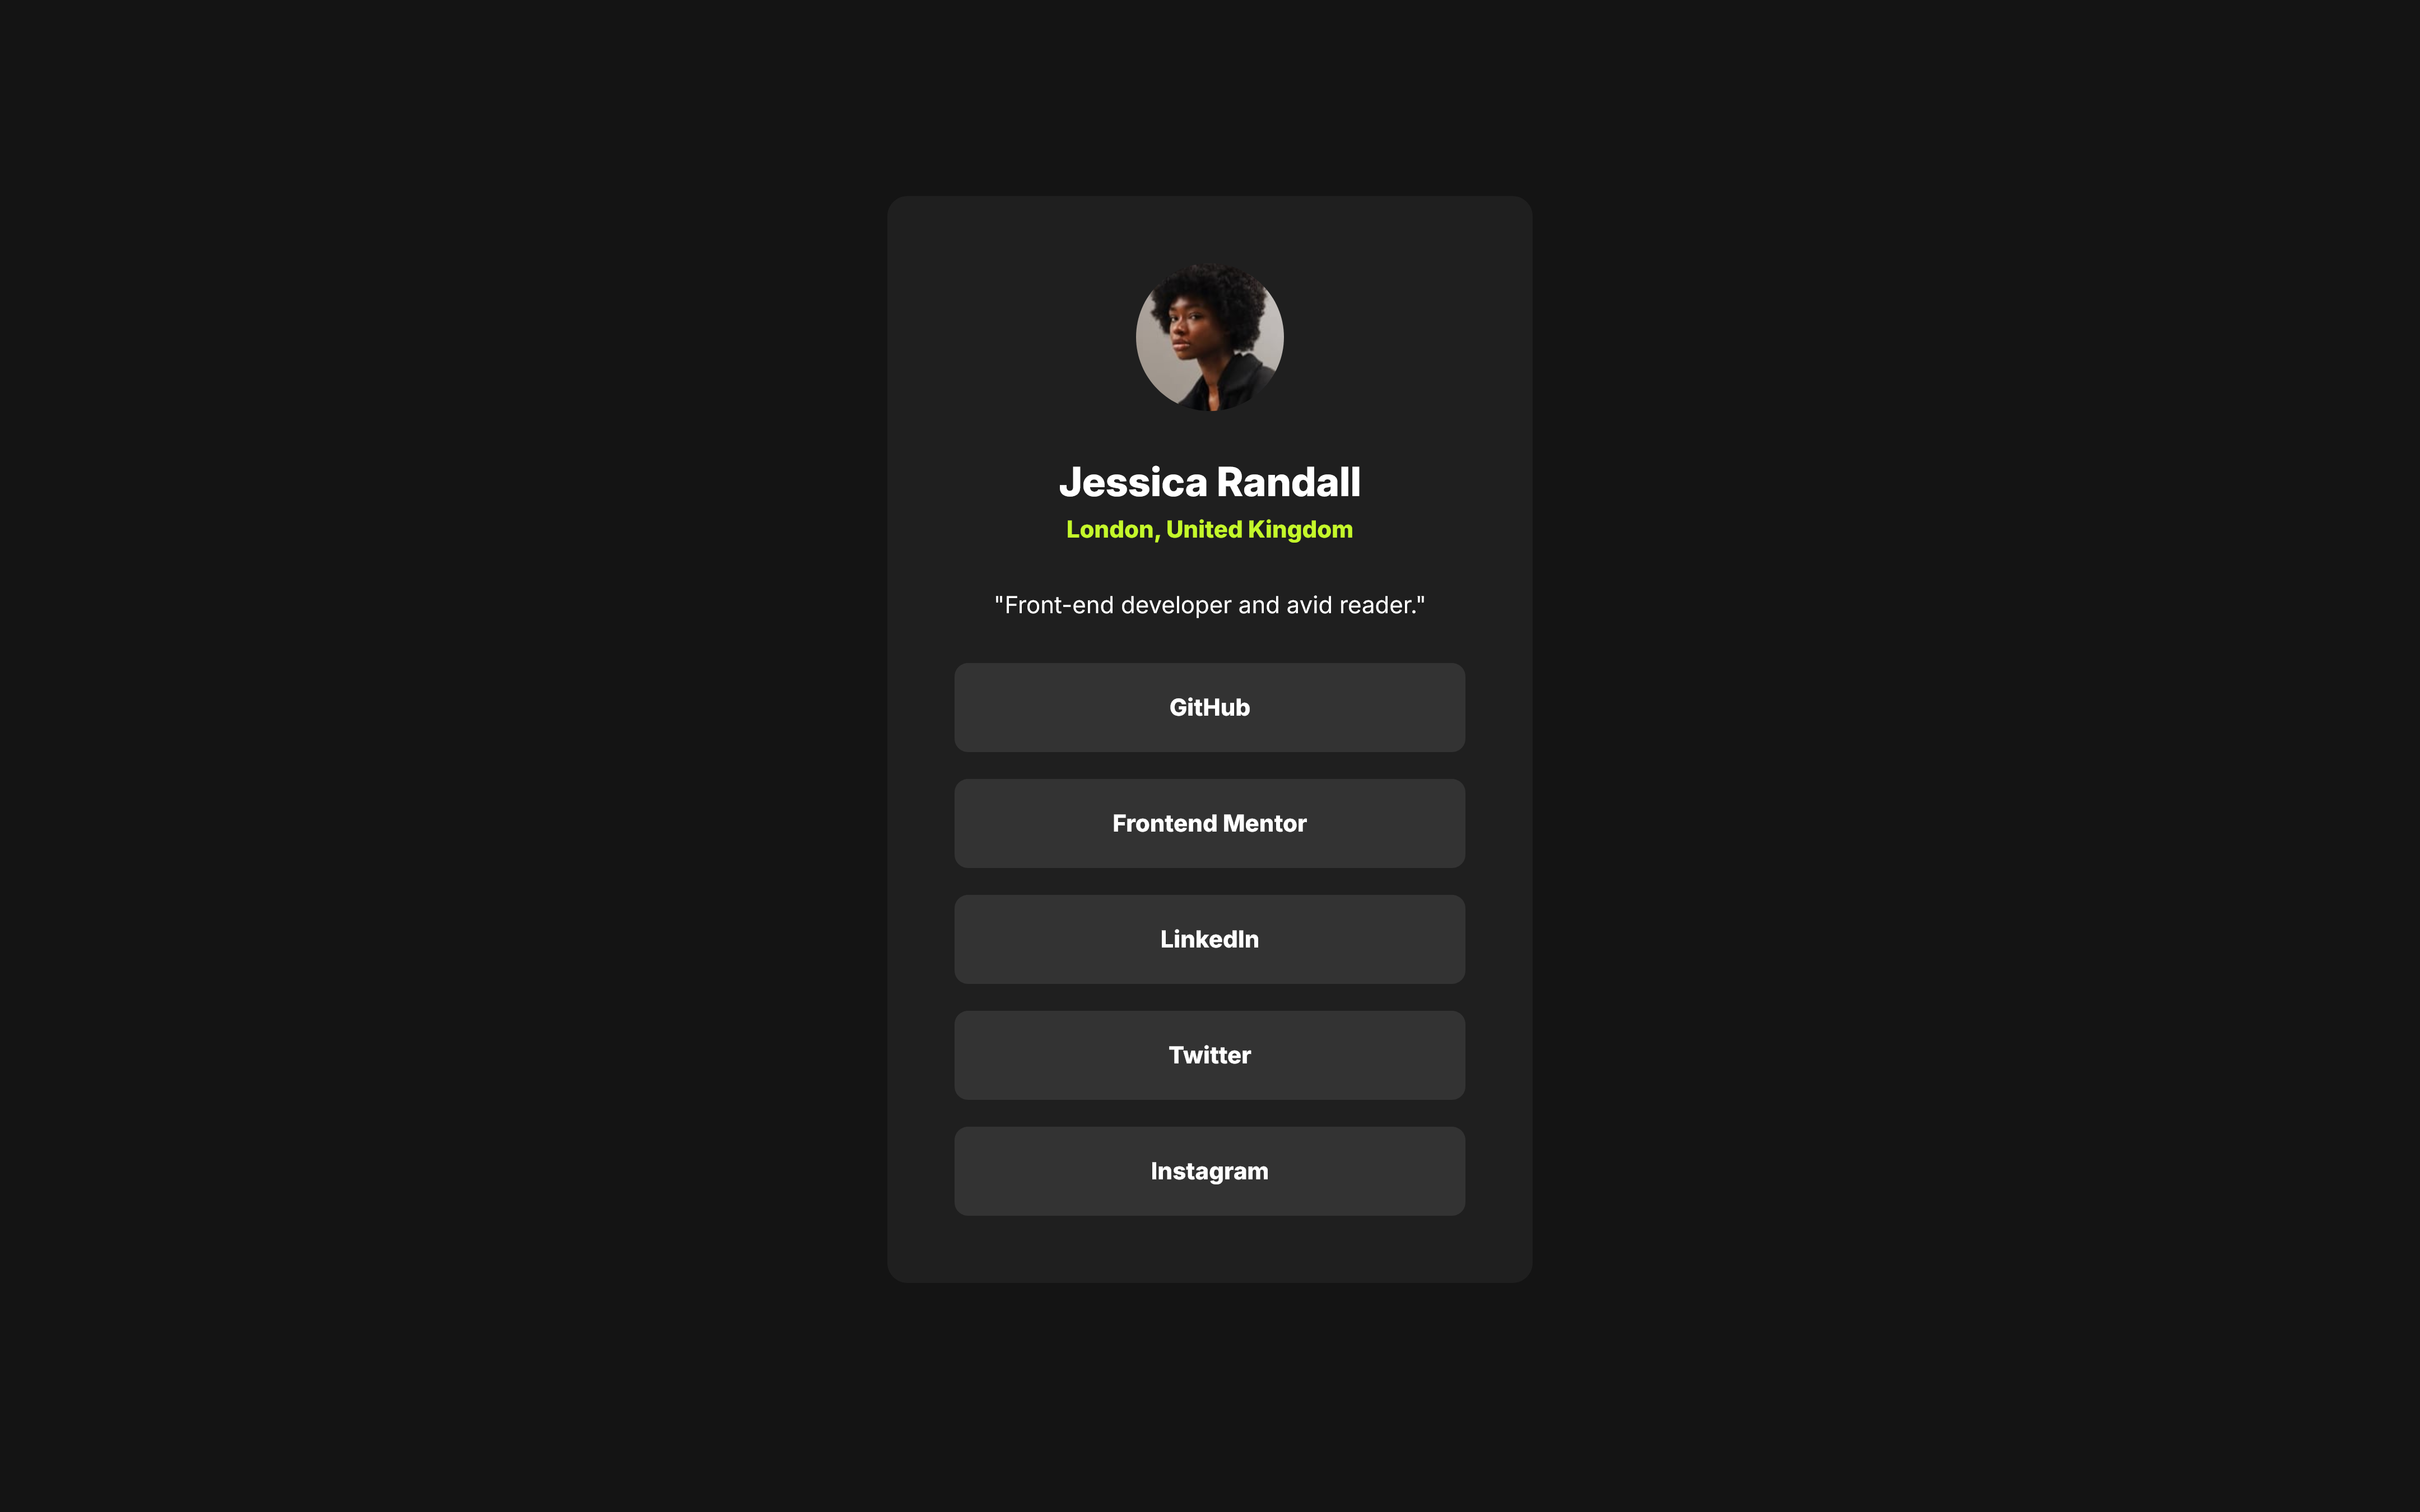 Jessica Randall
London, United Kingdom
"Front-end developer and avid reader."
GitHub
Frontend Mentor
LinkedIn
Twitter
Instagram